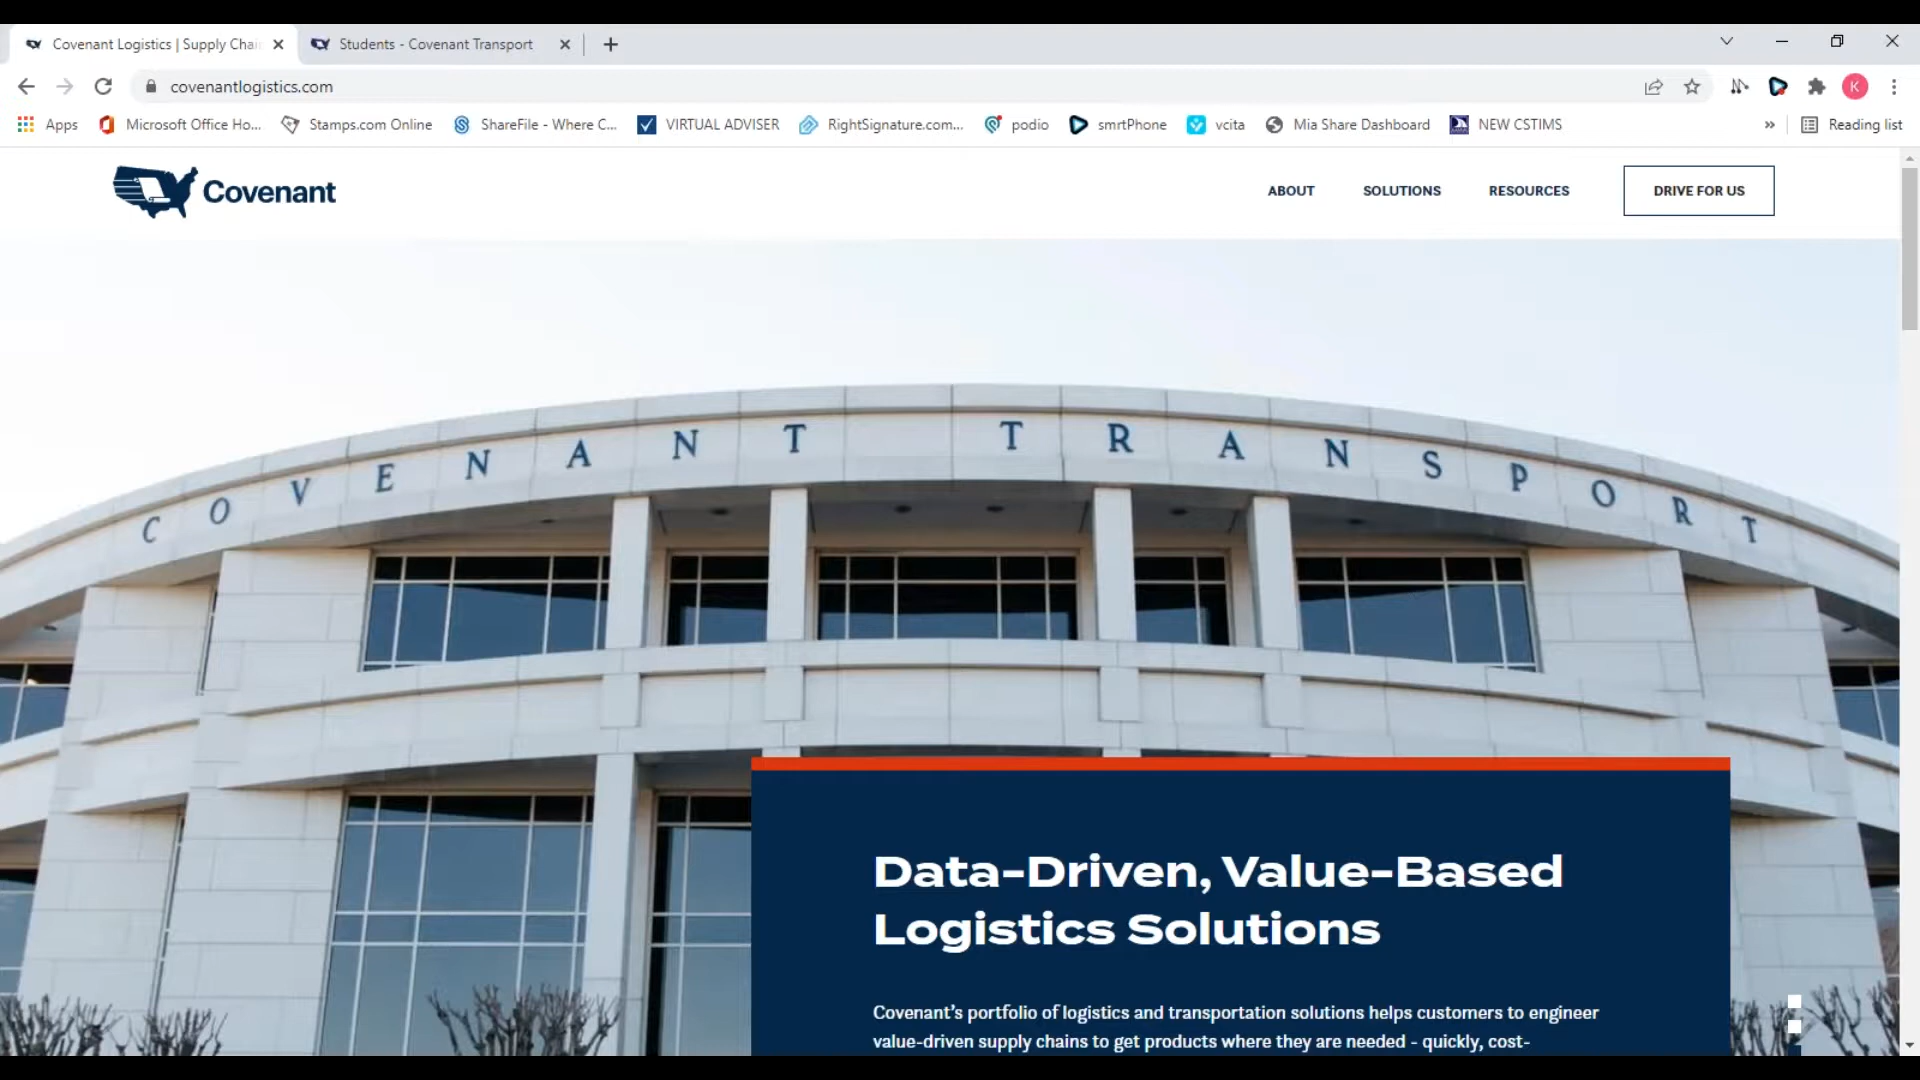 Covenant Logistics | Supply Chai
Students - Covenant Transport
covenantlogistics.com
K
Apps
Microsoft Office Ho...
Stamps.com Online
ShareFile - Where C...
VIRTUAL ADVISER
RightSignature.com...
podio
smrtPhone
vcita
Mia Share Dashboard
NEW CSTIMS
Reading list
Covenant
ABOUT
SOLUTIONS
RESOURCES
DRIVE FOR US
COVENANT TRANSPORT
Data-Driven, Value-Based
Logistics Solutions
Covenant's portfolio of logistics and transportation solutions helps customers to engineer
value-driven supply chains to get products where they are needed - quickly, cost-